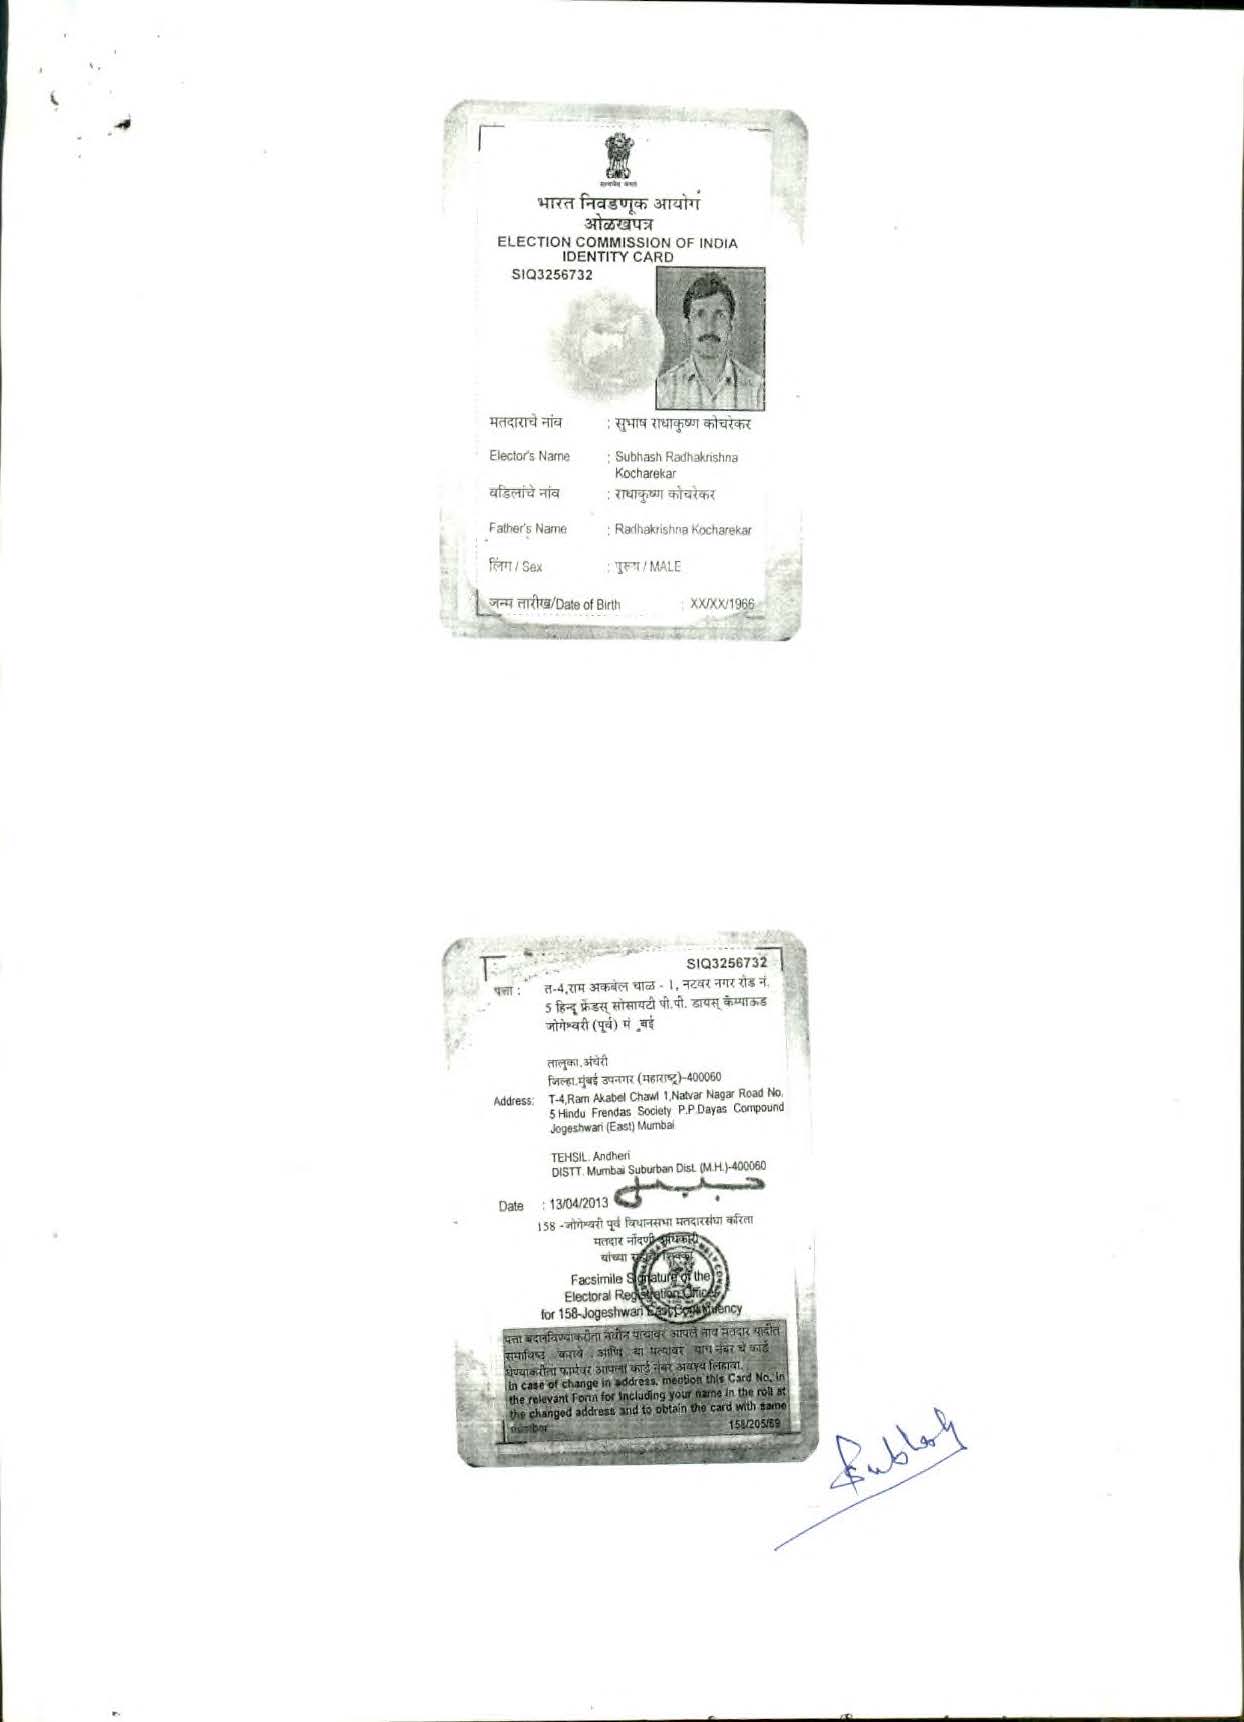 भारत निवडणूक आयोग
ओळखपत्र
ELECTION COMMISSION OF INDIA
IDENTITY CARD
SIQ3256732
मतदाराचे नांव : सुभाष राधाकृष्ण कोचरेकर
Elector's Name : Subhash Radhakrishna
Kocharekar
वडिलांचे नांव : राधाकृष्ण कोचरेकर
Father's Name : Radhakrishna Kocharekar
लिंग / Sex : पुरूष / MALE
जन्म तारीख/Date of Birth : XX/XX/1966
SIQ3256732
पत्ता : त-4,राम अकबेल चाळ - 1, नटवर नगर रोड नं.
5 हिन्दू फ्रेंडस् सोसायटी पी.पी. डायस् कॅम्पाऊड
जोगेश्वरी (पूर्व) मुंबई
तालुका.अंधेरी
जिल्हा.मुंबई उपनगर (महाराष्ट्र)-400060
Address: T-4,Ram Akabel Chawl 1,Natvar Nagar Road No.
5 Hindu Frendas Society P.P.Dayas Compound
Jogeshwari (East) Mumbai
TEHSIL. Andheri
DISTT. Mumbai Suburban Dist. (M.H.)-400060
Date : 13/04/2013
158 -जोगेश्वरी पूर्व विधानसभा मतदारसंघा करिता
मतदार नोंदणी अधिकारी
यांच्या
Facsimile Signature of the
Electoral Registration Officer
for 158-Jogeshwari East Constituency
पत्ता बदलविण्याकरीता नवीन पत्यावर आपले नाव मतदार यादीत
समाविष्ठ करावे . आणि या पत्यावर याच नंबर चे कार्ड
घेण्याकरीता फार्मवर आपला कार्ड नंबर अवश्य लिहावा.
In case of change in address, mention this Card No. in
the relevant Form for including your name in the roll at
the changed address and to obtain the card with same
number
158/205/69
Subhash